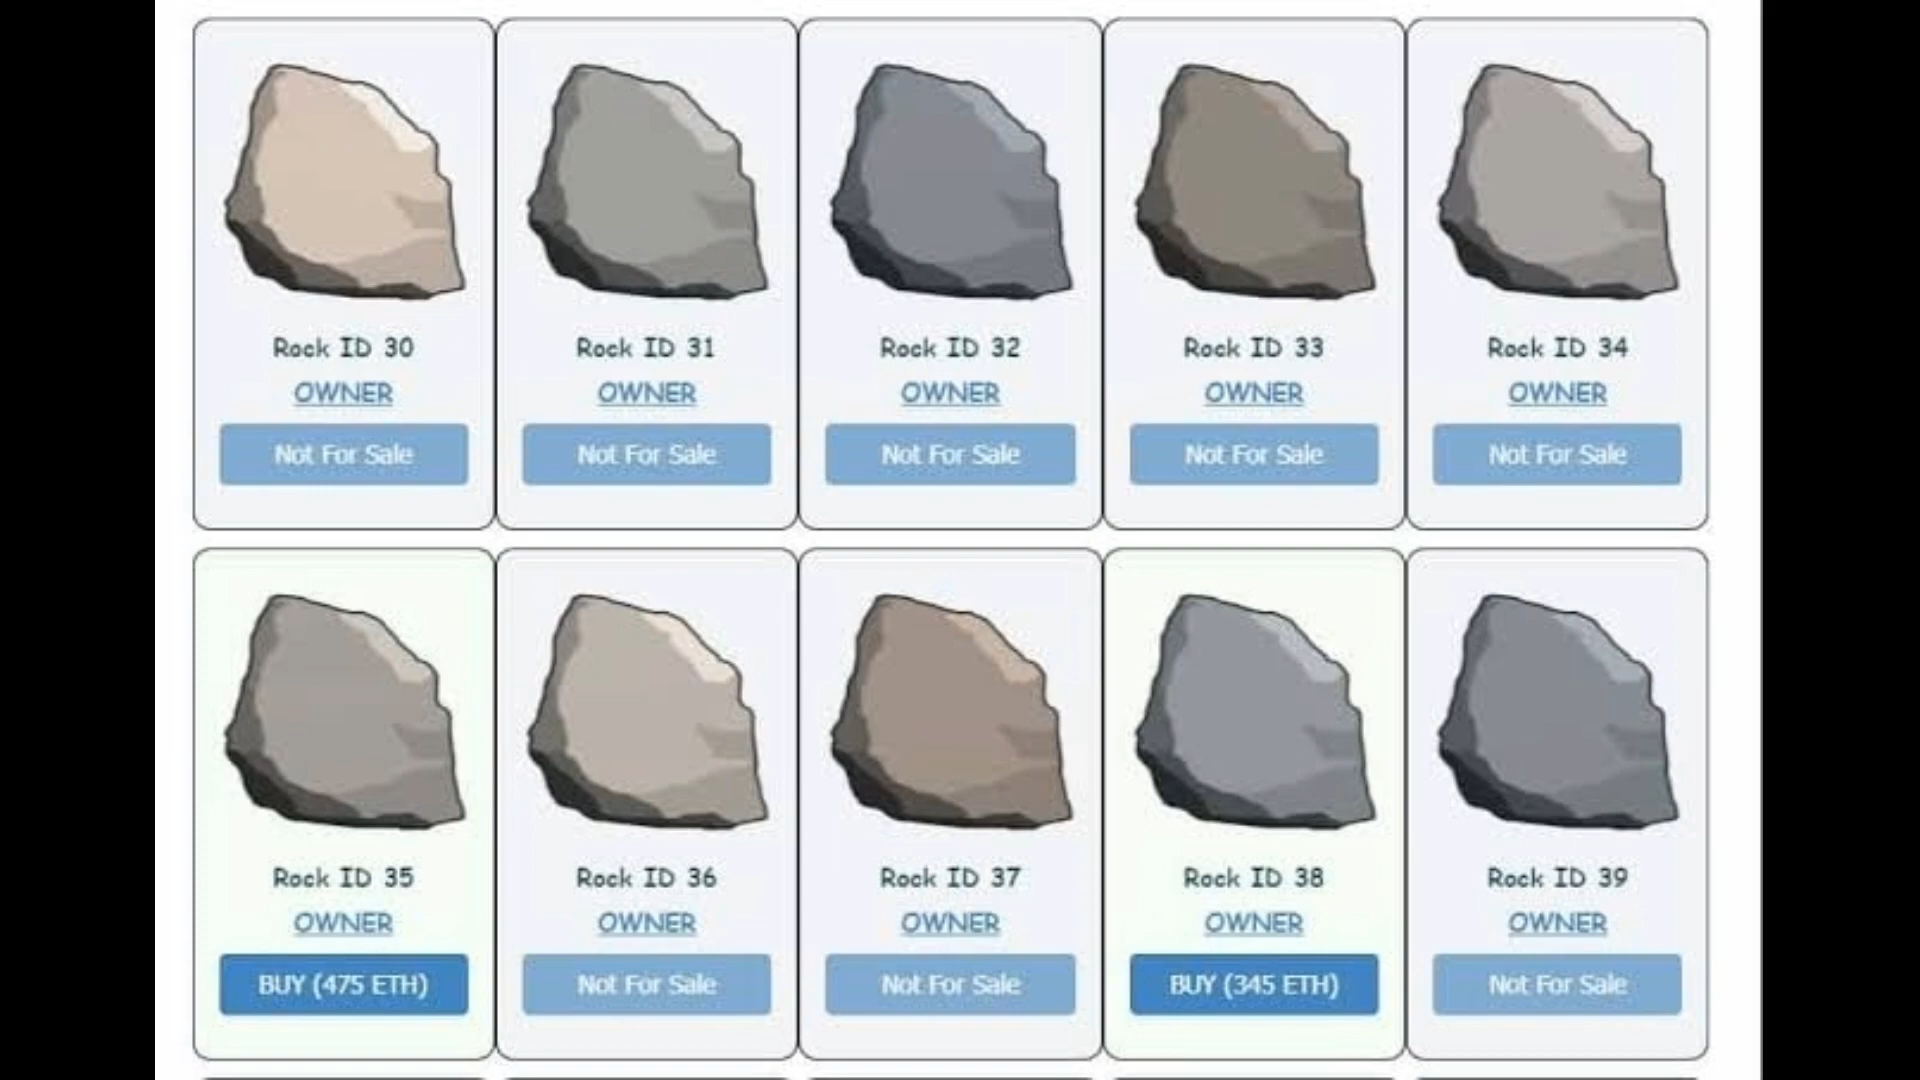 Rock ID 30
OWNER
Not For Sale
Rock ID 31
OWNER
Not For Sale
Rock ID 32
OWNER
Not For Sale
Rock ID 33
OWNER
Not For Sale
Rock ID 34
OWNER
Not For Sale
Rock ID 35
OWNER
BUY (475 ETH)
Rock ID 36
OWNER
Not For Sale
Rock ID 37
OWNER
Not For Sale
Rock ID 38
OWNER
BUY (345 ETH)
Rock ID 39
OWNER
Not For Sale